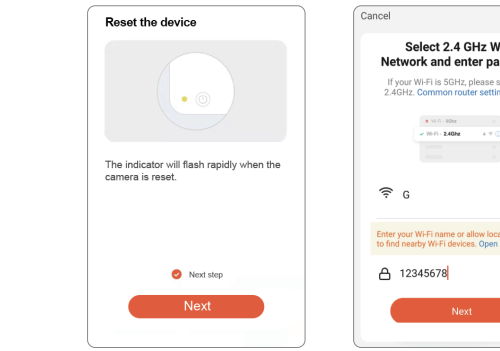 Reset the device
The indicator will flash rapidly when the
camera is reset.
Next step
Next
Cancel
Select 2.4 GHz W
Network and enter pa
If your Wi-Fi is 5GHz, please s
2.4GHz. Common router settin
Wi-Fi - 5Ghz
Wi-Fi - 2.4Ghz
G
Enter your Wi-Fi name or allow loca
to find nearby Wi-Fi devices. Open
12345678
Next